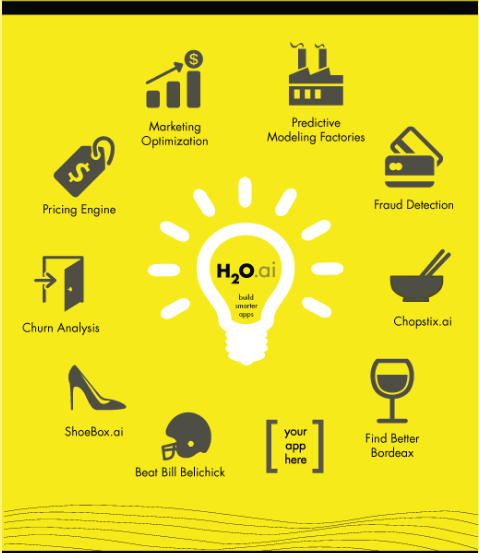 $
Marketing
Optimization
Predictive
Modeling Factories
$
Pricing Engine
Fraud Detection
H2O.ai
build
smarter
apps
Churn Analysis
Chopstix.ai
ShoeBox.ai
Beat Bill Belichick
[your
app
here]
Find Better
Bordeax